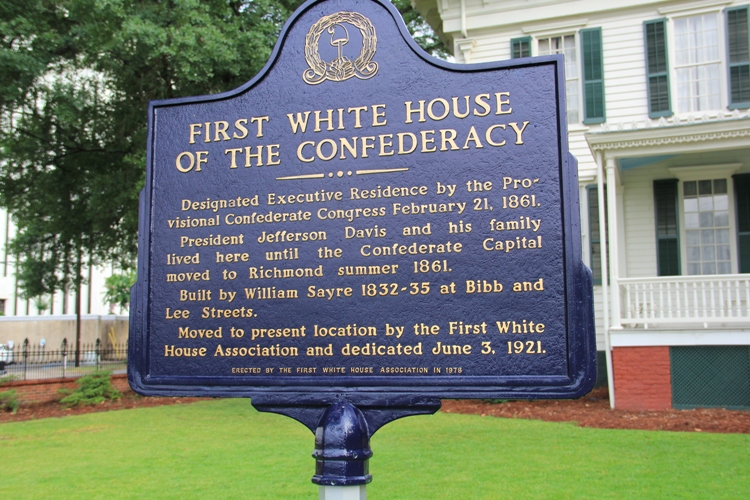 FIRST WHITE HOUSE
OF THE CONFEDERACY
Designated Executive Residence by the Pro-
visional Confederate Congress February 21, 1861.
President Jefferson Davis and his family
lived here until the Confederate Capital
moved to Richmond summer 1861.
Built by William Sayre 1832-35 at Bibb and
Lee Streets.
Moved to present location by the First White
House Association and dedicated June 3, 1921.
ERECTED BY THE FIRST WHITE HOUSE ASSOCIATION IN 1978